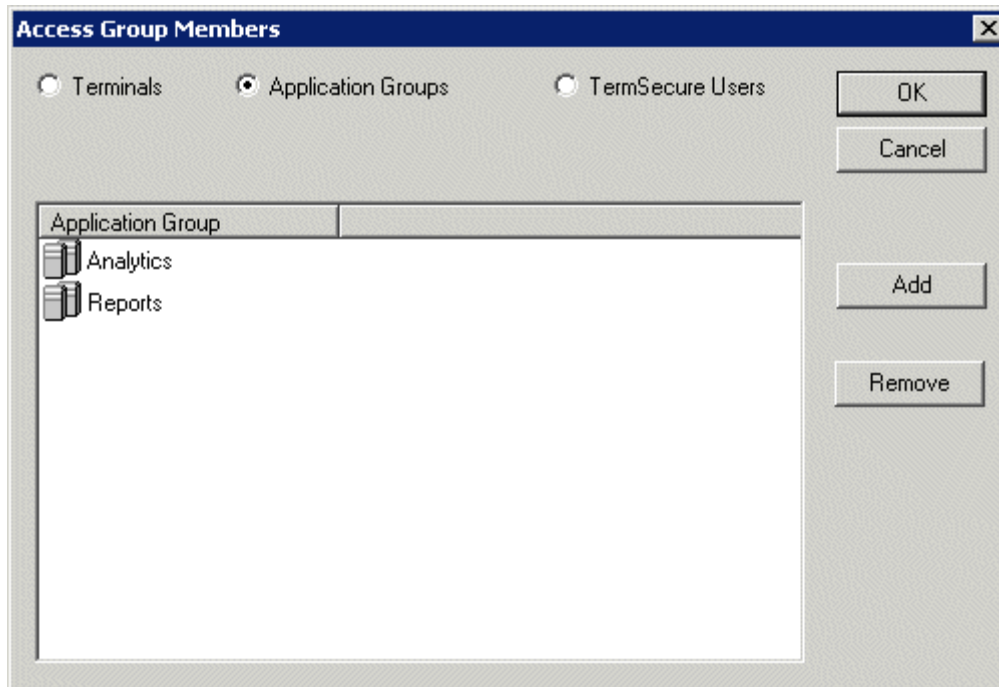 Access Group Members
Terminals
Application Groups
TermSecure Users
OK
Cancel
Application Group
Analytics
Reports
Add
Remove